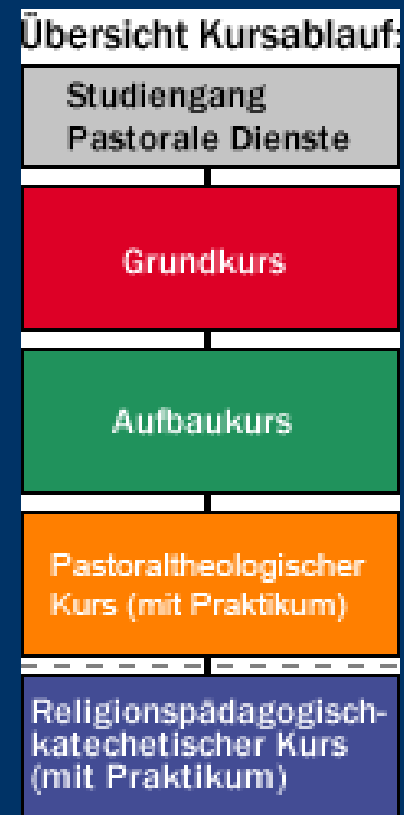 Übersicht Kursablauf:
Studiengang
Pastorale Dienste
Grundkurs
Aufbaukurs
Pastoraltheologischer
Kurs (mit Praktikum)
Religionspädagogisch-
katechetischer Kurs
(mit Praktikum)